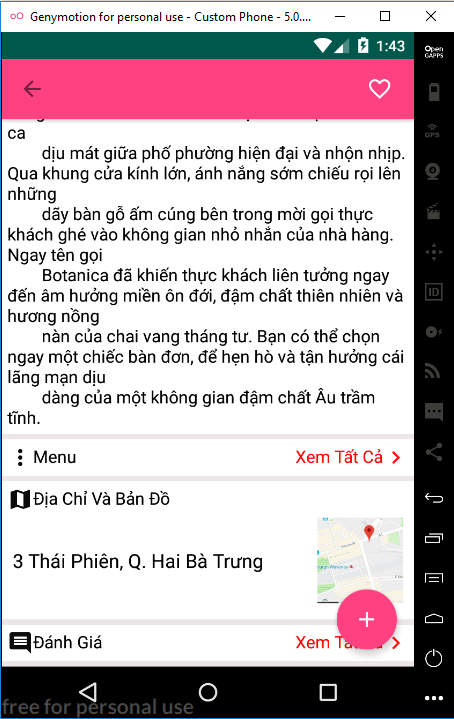 Genymotion for personal use - Custom Phone - 5.0....
1:43
Open
GAPPS
GPS
ID
ca
dịu mát giữa phố phường hiện đại và nhộn nhịp.
Qua khung cửa kính lớn, ánh nắng sớm chiếu rọi lên
những
dãy bàn gỗ ấm cúng bên trong mời gọi thực
khách ghé vào không gian nhỏ nhắn của nhà hàng.
Ngay tên gọi
Botanica đã khiến thực khách liên tưởng ngay
đến âm hưởng miền ôn đới, đậm chất thiên nhiên và
hương nồng
nàn của chai vang tháng tư. Bạn có thể chọn
ngay một chiếc bàn đơn, để hẹn hò và tận hưởng cái
lãng mạn dịu
dàng của một không gian đậm chất Âu trầm
tĩnh.
Menu
Xem Tất Cả
Địa Chỉ Và Bản Đồ
3 Thái Phiên, Q. Hai Bà Trưng
Đánh Giá
Xem
free for personal use